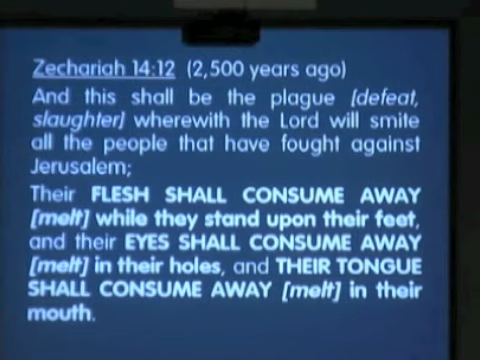 Zechariah 14:12 (2,500 years ago)
And this shall be the plague [defeat,
slaughter] wherewith the Lord will smite
all the people that have fought against
Jerusalem;
Their FLESH SHALL CONSUME AWAY
[melt] while they stand upon their feet,
and their EYES SHALL CONSUME AWAY
[melt] in their holes, and THEIR TONGUE
SHALL CONSUME AWAY [melt] in their
mouth.